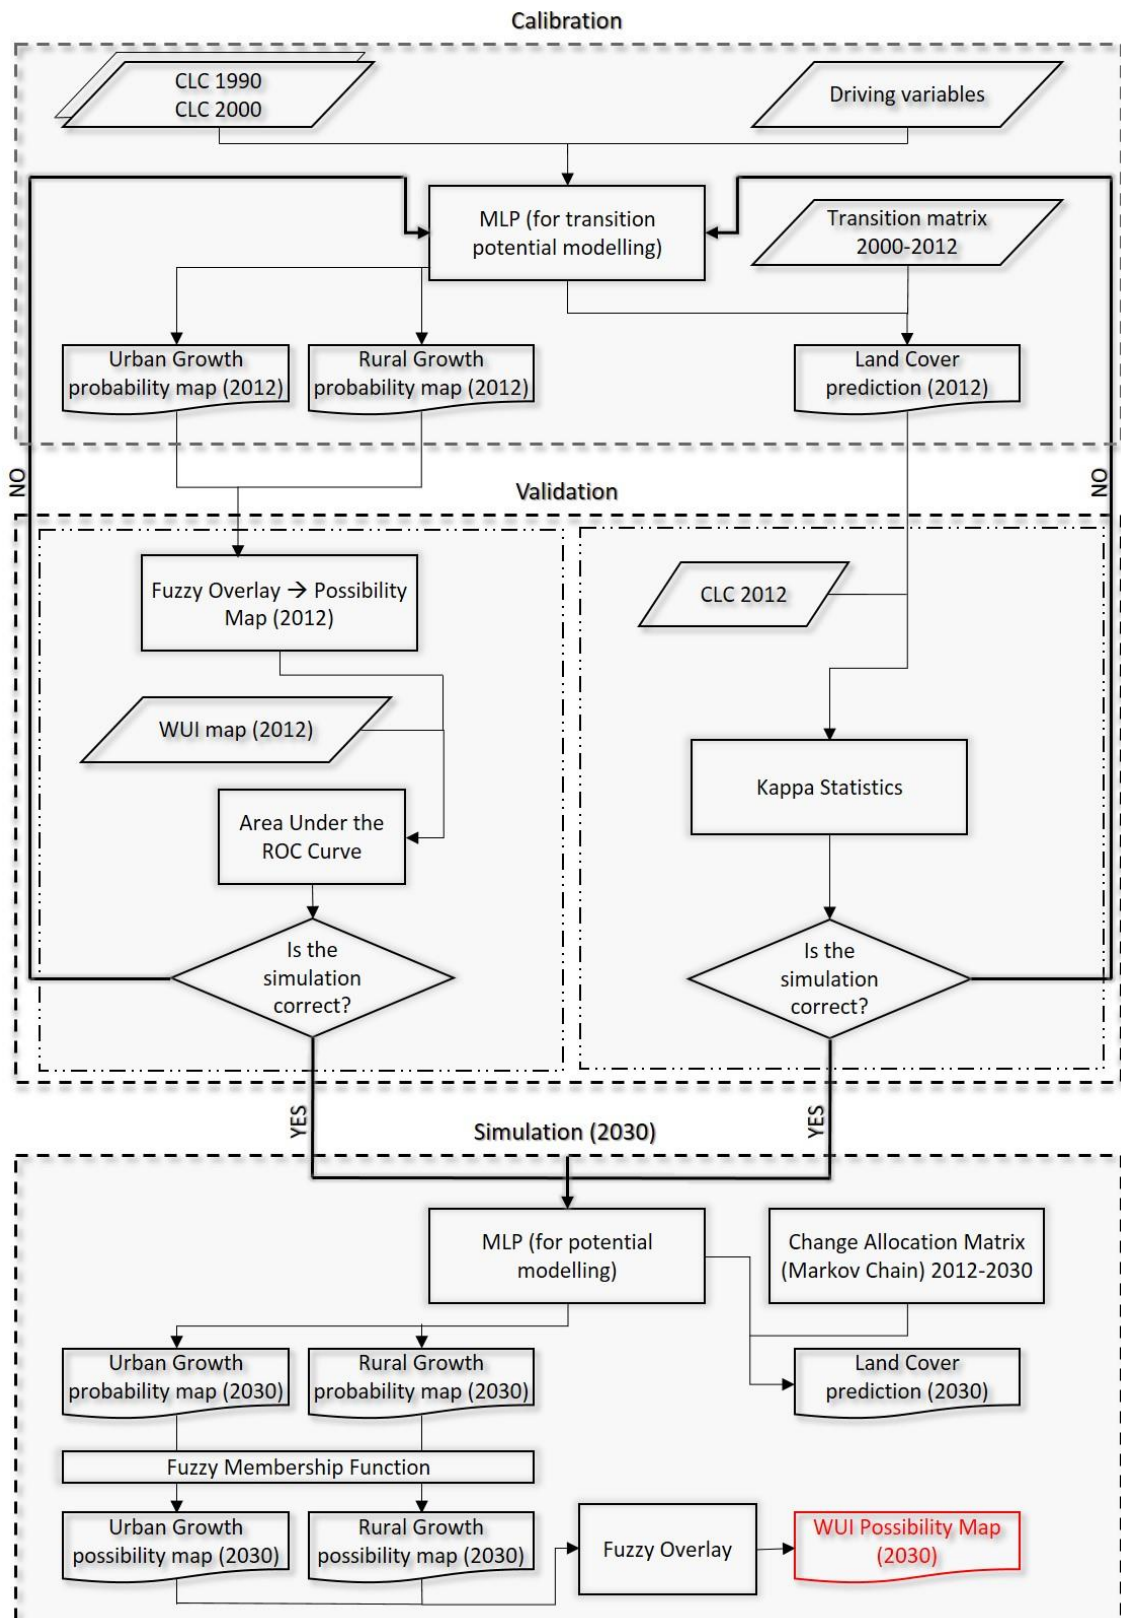 Calibration
CLC 1990
CLC 2000
Driving variables
MLP (for transition
potential modelling)
Transition matrix
2000-2012
Urban Growth
probability map (2012)
Rural Growth
probability map (2012)
Land Cover
prediction (2012)
NO
NO
Validation
Fuzzy Overlay → Possibility
Map (2012)
CLC 2012
WUI map (2012)
Kappa Statistics
Area Under the
ROC Curve
Is the
simulation
correct?
Is the
simulation
correct?
YES
YES
Simulation (2030)
MLP (for potential
modelling)
Change Allocation Matrix
(Markov Chain) 2012-2030
Urban Growth
probability map (2030)
Rural Growth
probability map (2030)
Land Cover
prediction (2030)
Fuzzy Membership Function
Urban Growth
possibility map (2030)
Rural Growth
possibility map (2030)
Fuzzy Overlay
WUI Possibility Map
(2030)